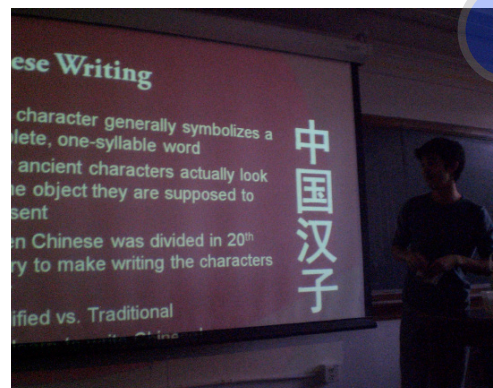 ese Writing
character generally symbolizes a
plete, one-syllable word
ancient characters actually look
he object they are supposed to
sent
en Chinese was divided in 20th
ry to make writing the characters
ified vs. Traditional
中国汉子